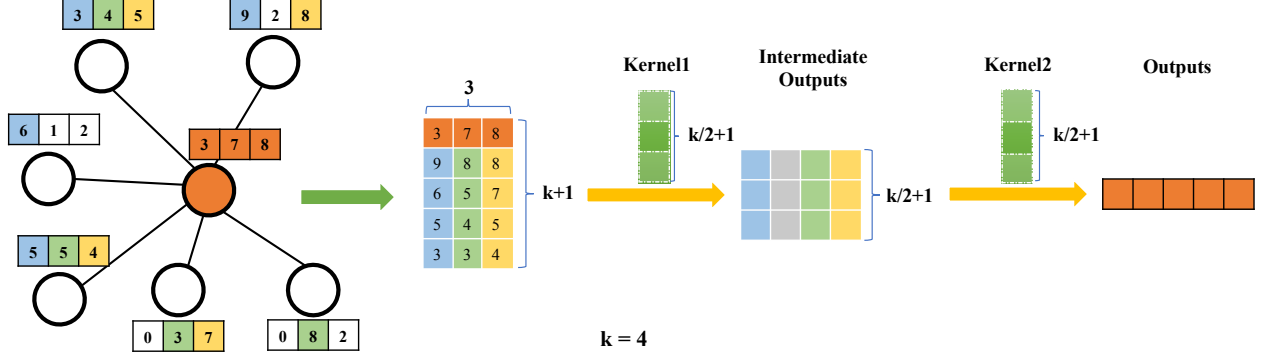 3 4 5
9 2 8
6 1 2
3 7 8
5 5 4
0 3 7
0 8 2
3
3 7 8
9 8 8
6 5 7
5 4 5
3 3 4
k+1
Kernel1
k/2+1
Intermediate
Outputs
k/2+1
Kernel2
k/2+1
Outputs
k = 4